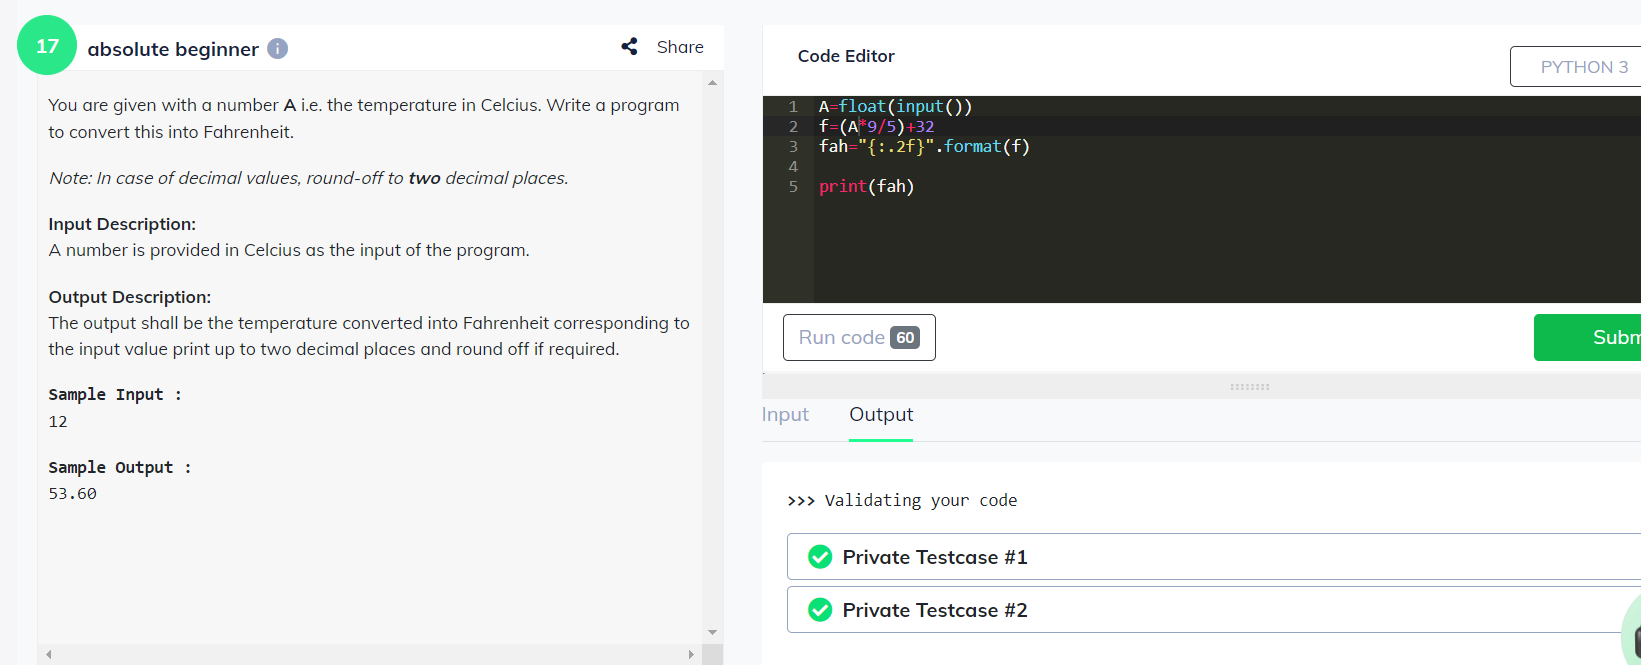 17
absolute beginner i
Share
You are given with a number A i.e. the temperature in Celcius. Write a program
to convert this into Fahrenheit.
Note: In case of decimal values, round-off to two decimal places.
Input Description:
A number is provided in Celcius as the input of the program.
Output Description:
The output shall be the temperature converted into Fahrenheit corresponding to
the input value print up to two decimal places and round off if required.
Sample Input :
12
Sample Output :
53.60
Code Editor
PYTHON 3
1 A=float(input())
2 f=(A*9/5)+32
3 fah="{:.2f}".format(f)
4
5 print(fah)
Run code 60
Subm
Input Output
>>> Validating your code
Private Testcase #1
Private Testcase #2